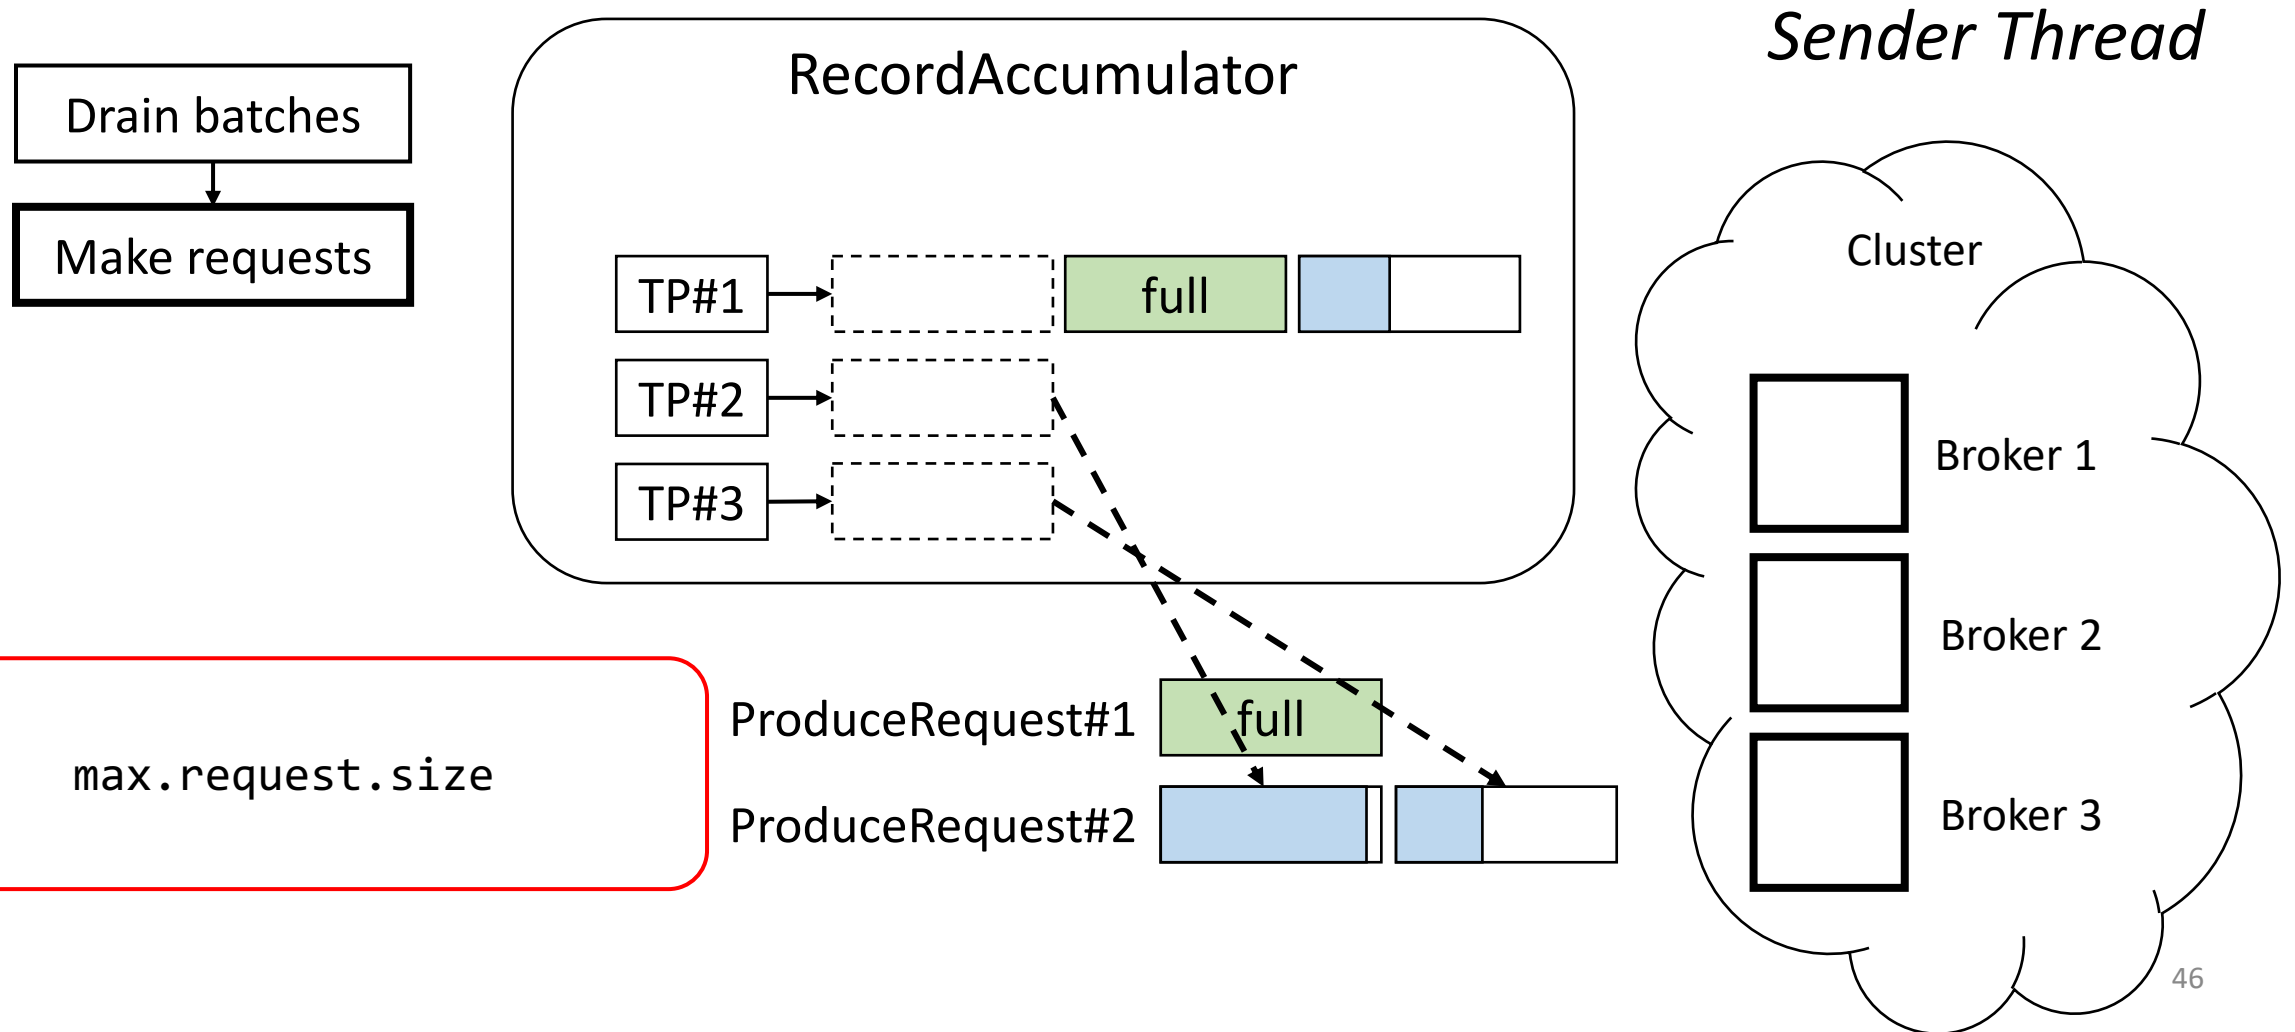 Sender Thread
RecordAccumulator
Drain batches
Make requests
TP#1
full
TP#2
TP#3
Cluster
Broker 1
Broker 2
Broker 3
max.request.size
ProduceRequest#1
full
ProduceRequest#2
46